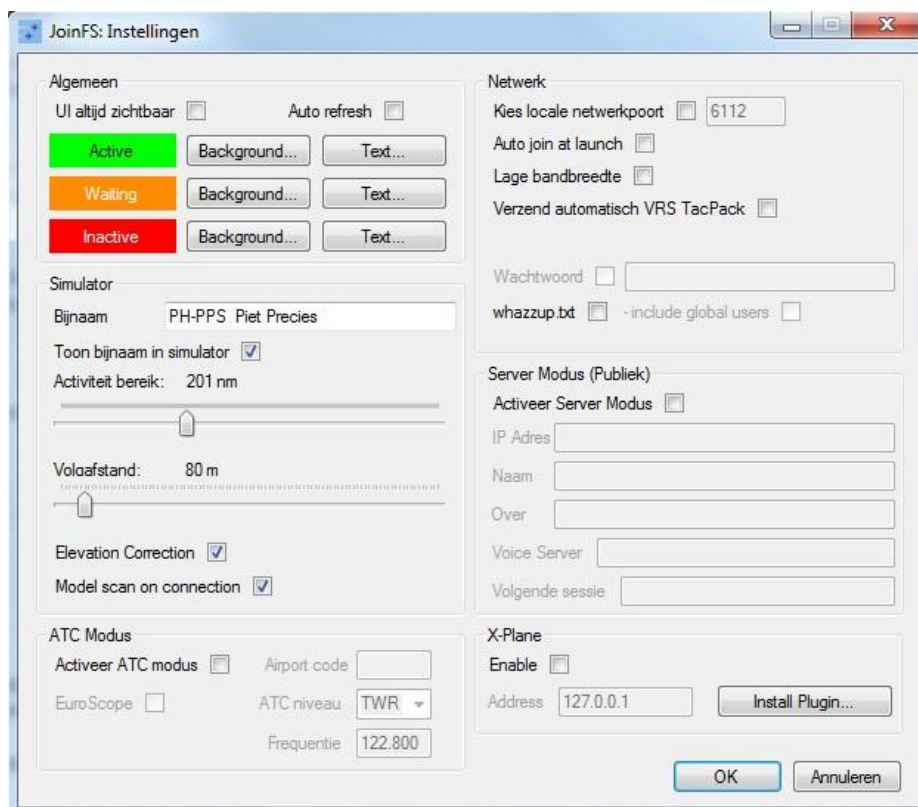 JoinFS: Instellingen
Algemeen
UI altijd zichtbaar
Auto refresh
Active Background... Text...
Waiting Background... Text...
Inactive Background... Text...
Simulator
Bijnaam PH-PPS Piet Precies
Toon bijnaam in simulator
Activiteit bereik: 201 nm
Volgafstand: 80 m
Elevation Correction
Model scan on connection
ATC Modus
Activeer ATC modus Airport code
EuroScope ATC niveau TWR
Frequentie 122.800
Netwerk
Kies locale netwerkpoort 6112
Auto join at launch
Lage bandbreedte
Verzend automatisch VRS TacPack
Wachtwoord
whazzup.txt - include global users
Server Modus (Publiek)
Activeer Server Modus
IP Adres
Naam
Over
Voice Server
Volgende sessie
X-Plane
Enable
Address 127.0.0.1 Install Plugin...
OK Annuleren